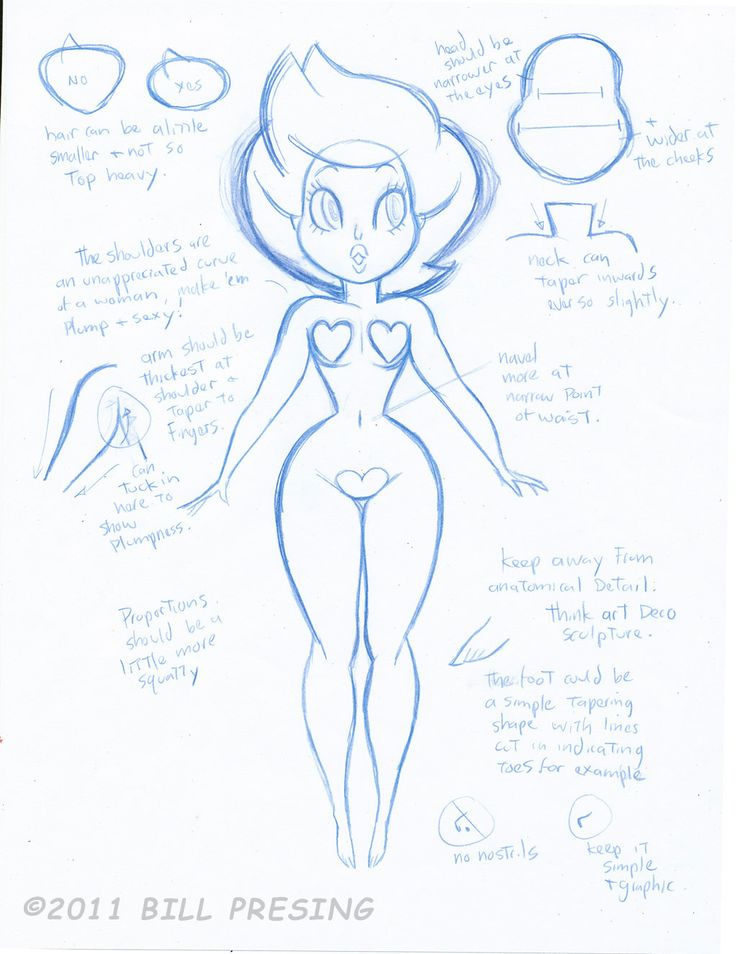 NO
YES
hair can be a little
smaller + not so
Top heavy.
head
should be
narrower at
the eyes
+
wider at
the cheeks
neck can
taper inwards
ever so slightly.
The shoulders are
an unappreciated curve
of a woman, make 'em
Plump + sexy!
arm should be
thickest at
shoulder +
Taper to
Fingers.
can
tuck in
here to
show
Plumpness.
navel
more at
narrow Point
of waist.
Proportions
should be a
little more
squatty
keep away From
anatomical Detail.
think art Deco
sculpture.
the foot could be
a simple tapering
shape with lines
cut in indicating
toes for example
no nostrils
keep it
simple
+ graphic.
©2011 BILL PRESING